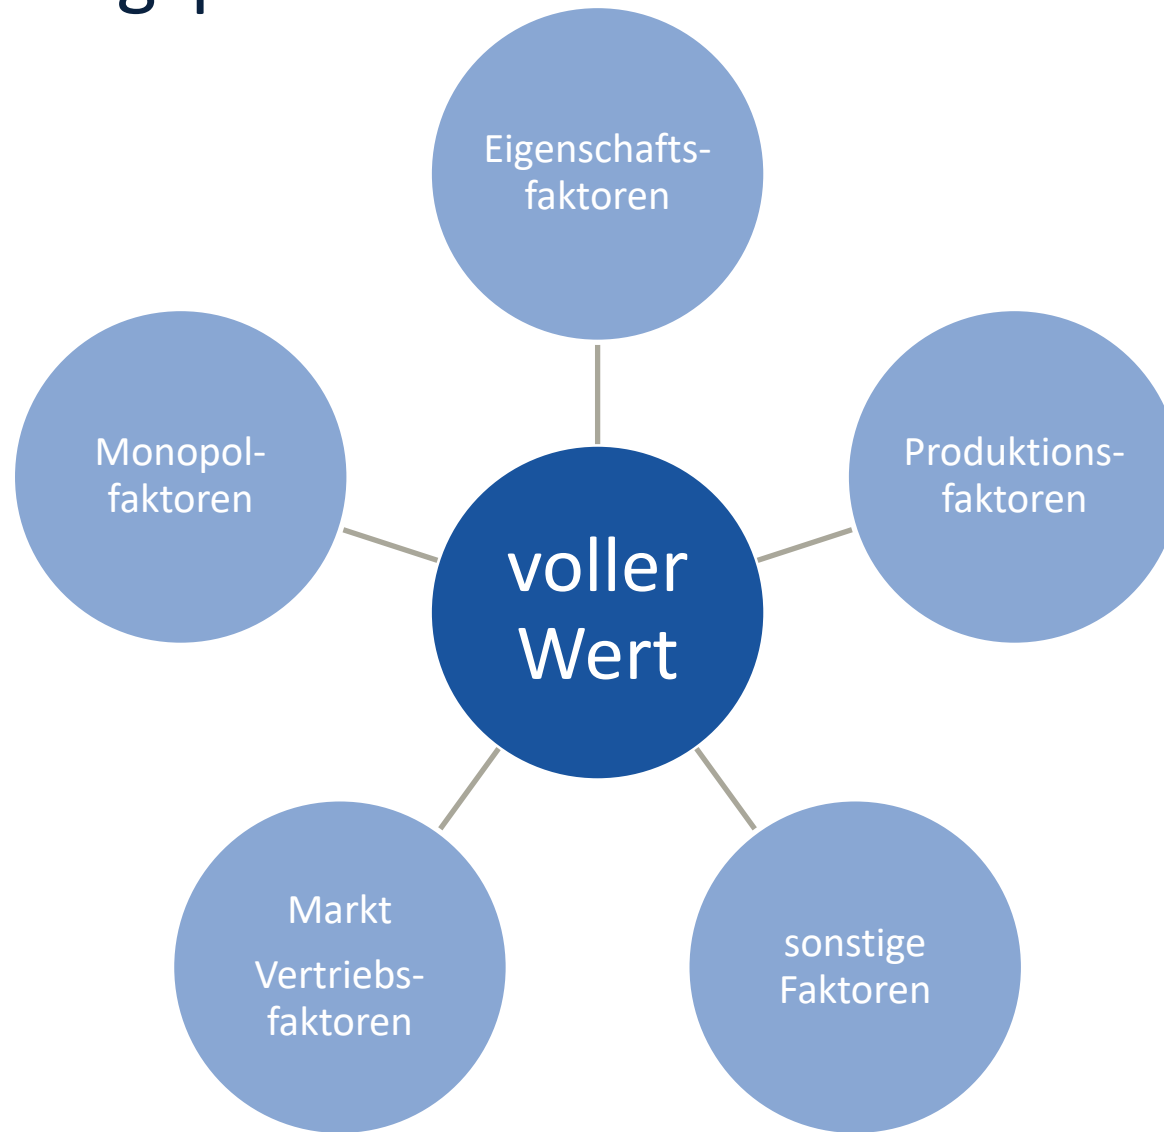 Eigenschafts-
faktoren
Monopol-
faktoren
Produktions-
faktoren
voller
Wert
Markt
Vertriebs-
faktoren
sonstige
Faktoren